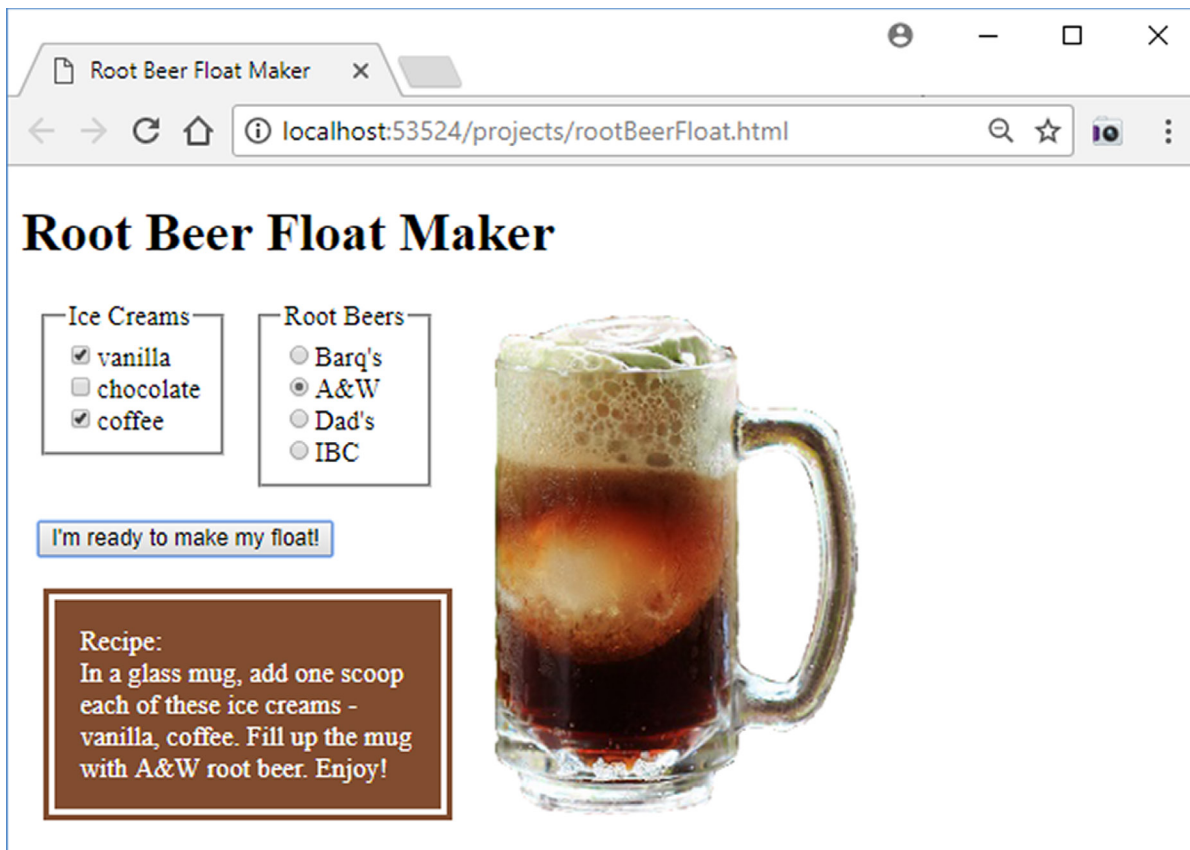 Root Beer Float Maker
localhost:53524/projects/rootBeerFloat.html
Root Beer Float Maker
Ice Creams
vanilla
chocolate
coffee
Root Beers
Barq's
A&W
Dad's
IBC
I'm ready to make my float!
Recipe:
In a glass mug, add one scoop
each of these ice creams -
vanilla, coffee. Fill up the mug
with A&W root beer. Enjoy!